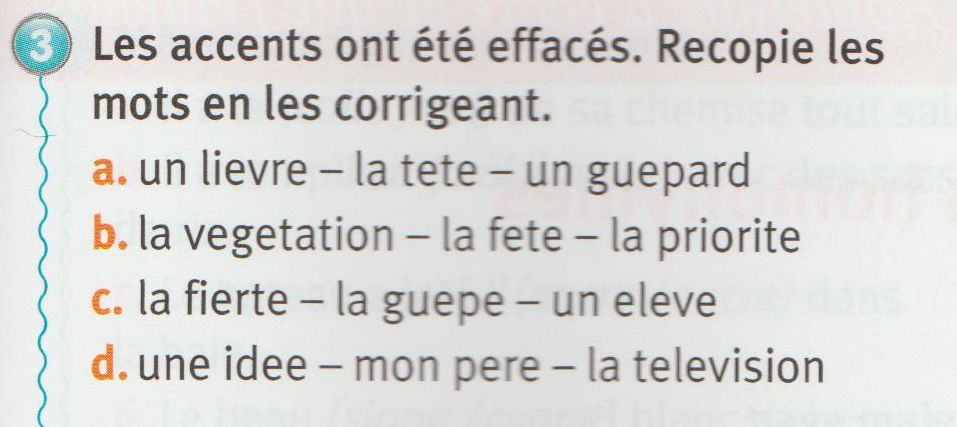 3 Les accents ont été effacés. Recopie les
mots en les corrigeant.
a. un lievre – la tete – un guepard
b. la vegetation – la fete – la priorite
c. la fierte – la guepe – un eleve
d. une idee – mon pere – la television